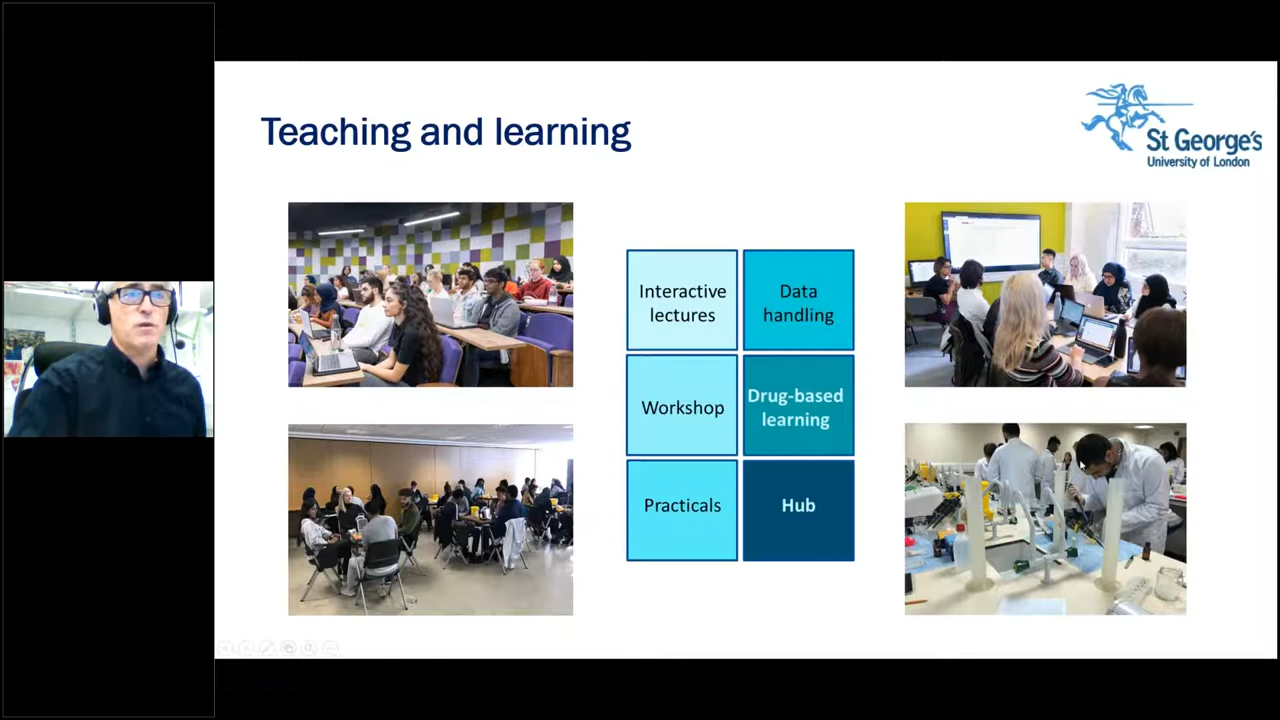 Teaching and learning
St George's
University of London
Interactive
lectures
Data
handling
Workshop
Drug-based
learning
Practicals
Hub